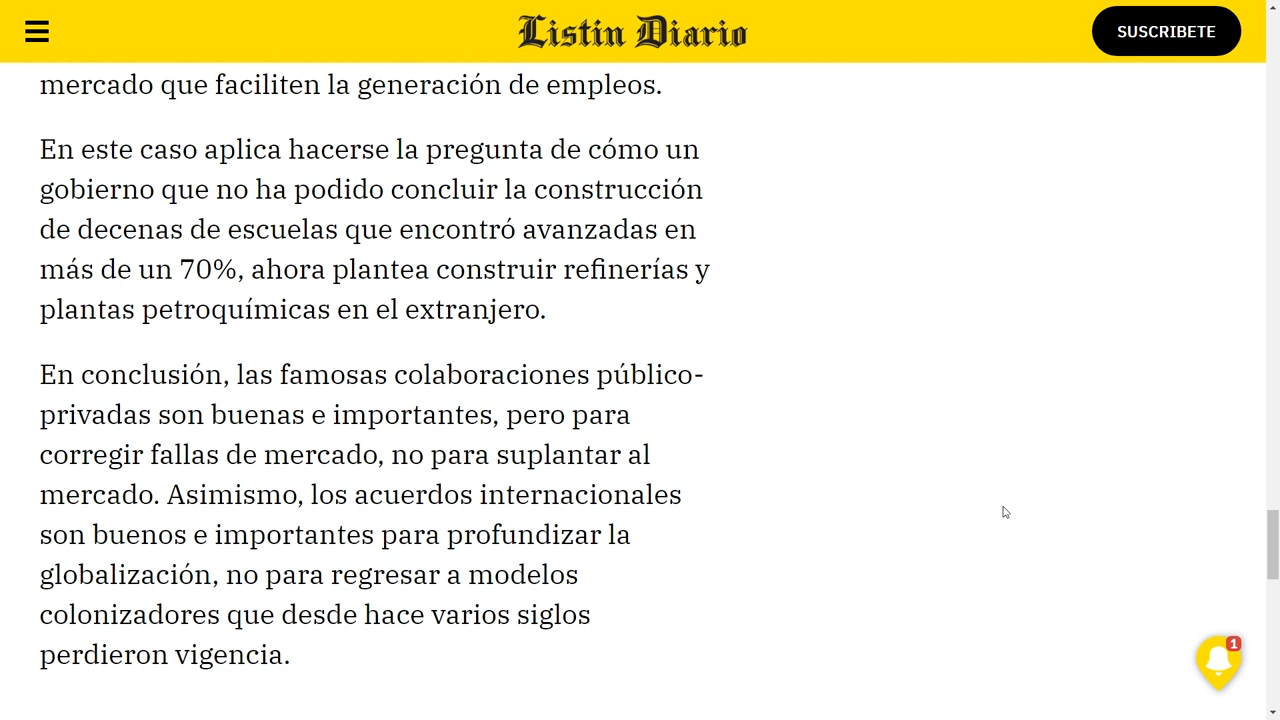 Listin Diario
SUSCRIBETE
mercado que faciliten la generación de empleos.
En este caso aplica hacerse la pregunta de cómo un
gobierno que no ha podido concluir la construcción
de decenas de escuelas que encontró avanzadas en
más de un 70%, ahora plantea construir refinerías y
plantas petroquímicas en el extranjero.
En conclusión, las famosas colaboraciones público-
privadas son buenas e importantes, pero para
corregir fallas de mercado, no para suplantar al
mercado. Asimismo, los acuerdos internacionales
son buenos e importantes para profundizar la
globalización, no para regresar a modelos
colonizadores que desde hace varios siglos
perdieron vigencia.
1